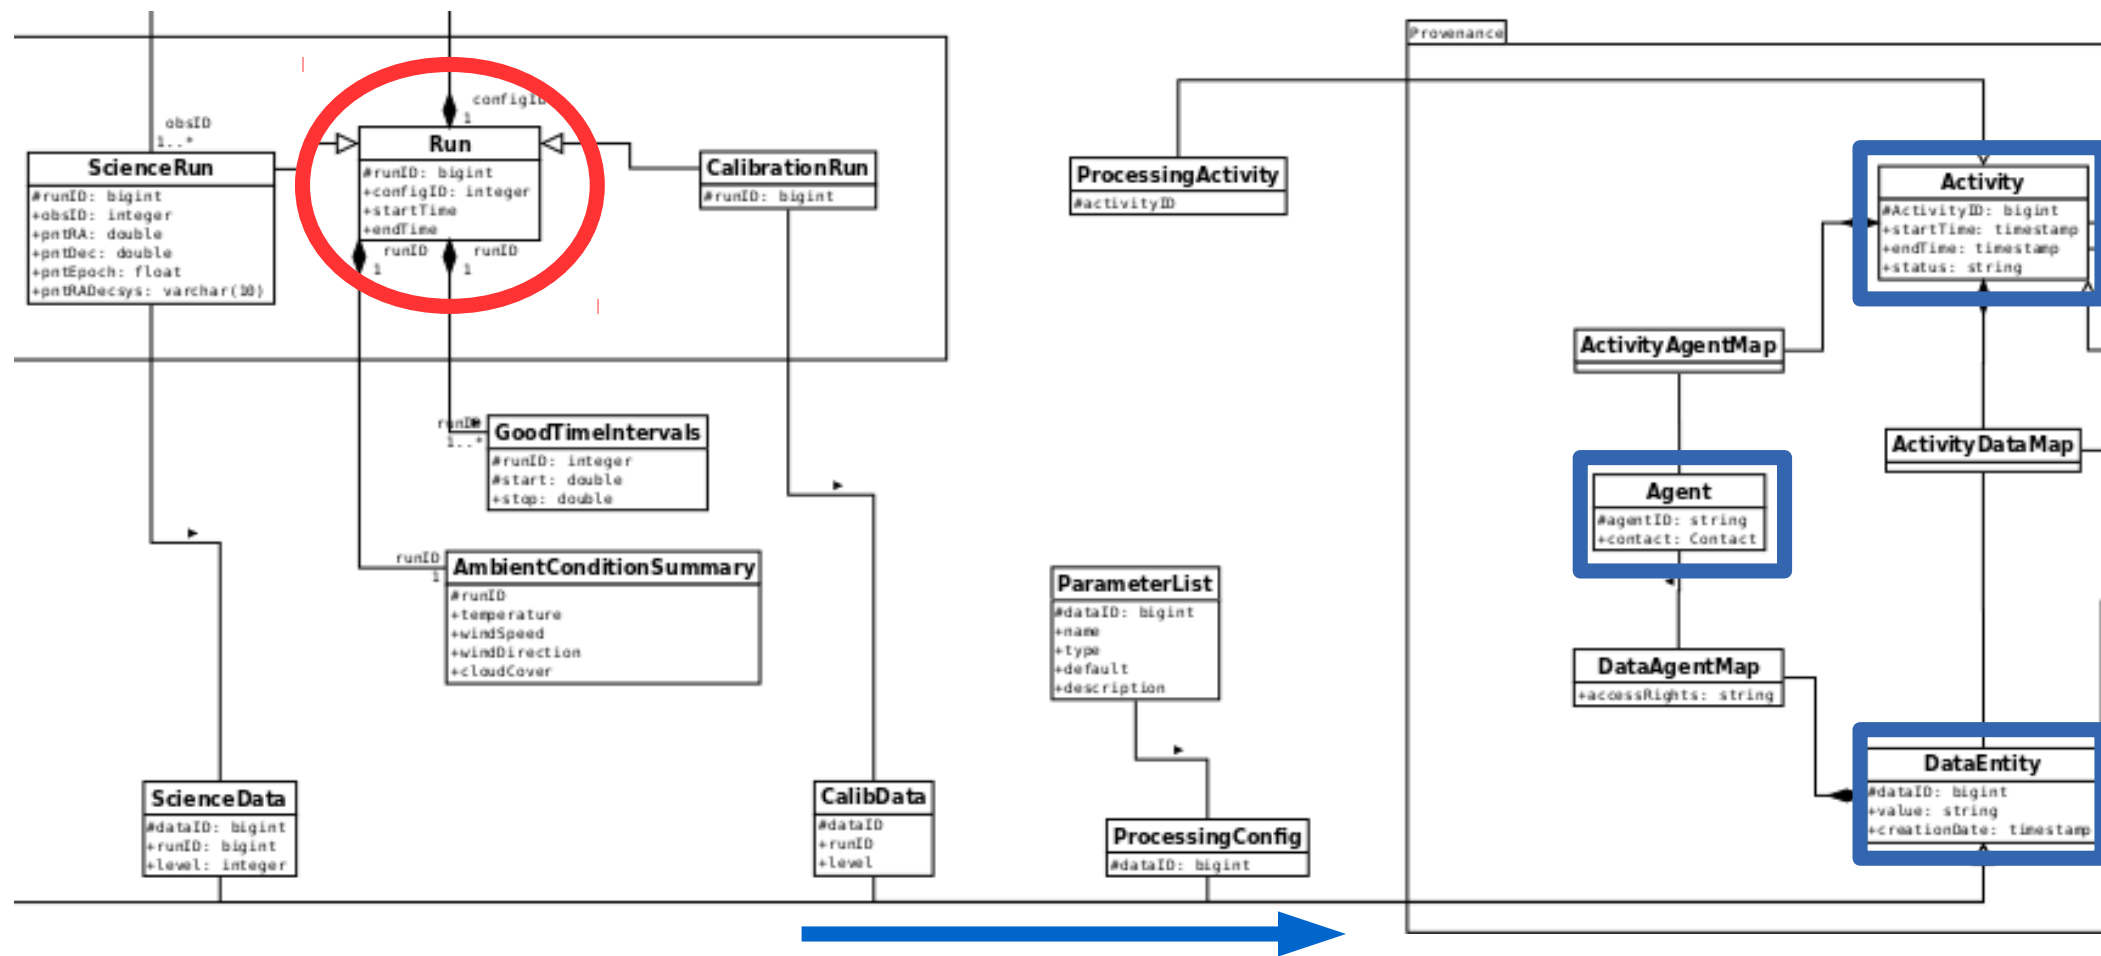 Provenance
configID
1
obsID
1..*
ScienceRun
#runID: bigint
+obsID: integer
+pntRA: double
+pntDec: double
+pntEpoch: float
+pntRADecsys: varchar(10)
Run
#runID: bigint
+configID: integer
+startTime
+endTime
runID
1
runID
1
CalibrationRun
#runID: bigint
ProcessingActivity
#activityID
Activity
#ActivityID: bigint
+startTime: timestamp
+endTime: timestamp
+status: string
ActivityAgentMap
runID
1..*
GoodTimeIntervals
#runID: integer
#start: double
+stop: double
ActivityDataMap
Agent
#agentID: string
+contact: Contact
runID
1
AmbientConditionSummary
#runID
+temperature
+windSpeed
+windDirection
+cloudCover
ParameterList
#dataID: bigint
+name
+type
+default
+description
DataAgentMap
+accessRights: string
ScienceData
#dataID: bigint
+runID: bigint
+level: integer
CalibData
#dataID
+runID
+level
ProcessingConfig
#dataID: bigint
DataEntity
#dataID: bigint
+value: string
+creationDate: timestamp